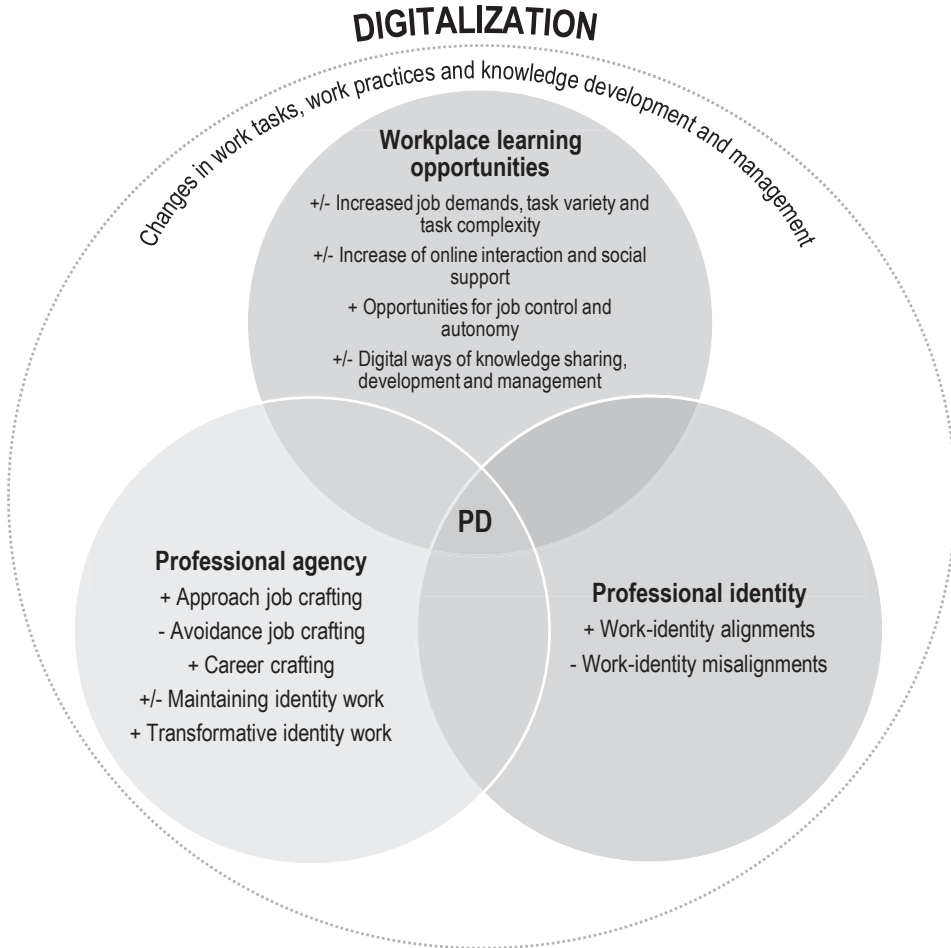 DIGITALIZATION
Changes in work tasks, work practices and knowledge development and management
Workplace learning
opportunities
+/- Increased job demands, task variety and
task complexity
+/- Increase of online interaction and social
support
+ Opportunities for job control and
autonomy
+/- Digital ways of knowledge sharing,
development and management
PD
Professional agency
+ Approach job crafting
- Avoidance job crafting
+ Career crafting
+/- Maintaining identity work
+ Transformative identity work
Professional identity
+ Work-identity alignments
- Work-identity misalignments